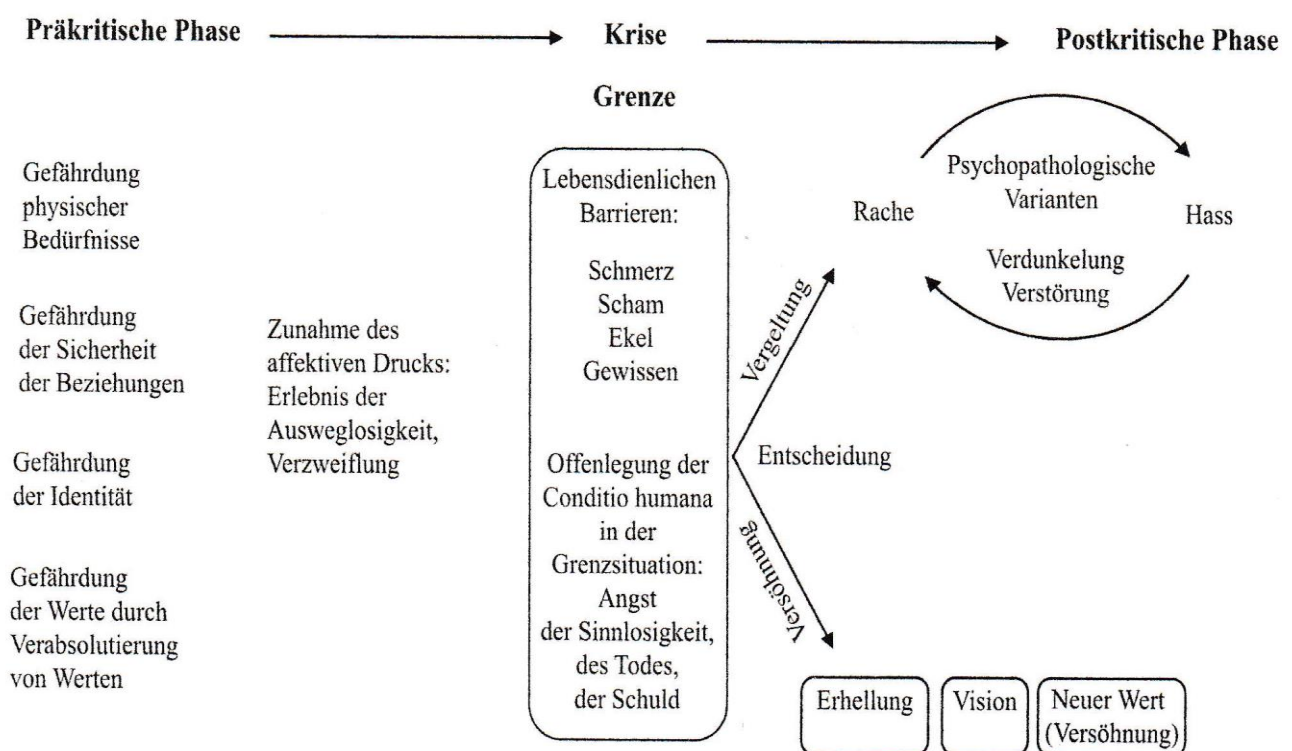 Präkritische Phase
Krise
Postkritische Phase
Grenze
Gefährdung
physischer
Bedürfnisse
Gefährdung
der Sicherheit
der Beziehungen
Gefährdung
der Identität
Gefährdung
der Werte durch
Verabsolutierung
von Werten
Zunahme des
affektiven Drucks:
Erlebnis der
Ausweglosigkeit,
Verzweiflung
Lebensdienlichen
Barrieren:
Schmerz
Scham
Ekel
Gewissen
Offenlegung der
Conditio humana
in der
Grenzsituation:
Angst
der Sinnlosigkeit,
des Todes,
der Schuld
Vergeltung
Entscheidung
Versöhnung
Rache
Psychopathologische
Varianten
Hass
Verdunkelung
Verstörung
Erhellung
Vision
Neuer Wert
(Versöhnung)